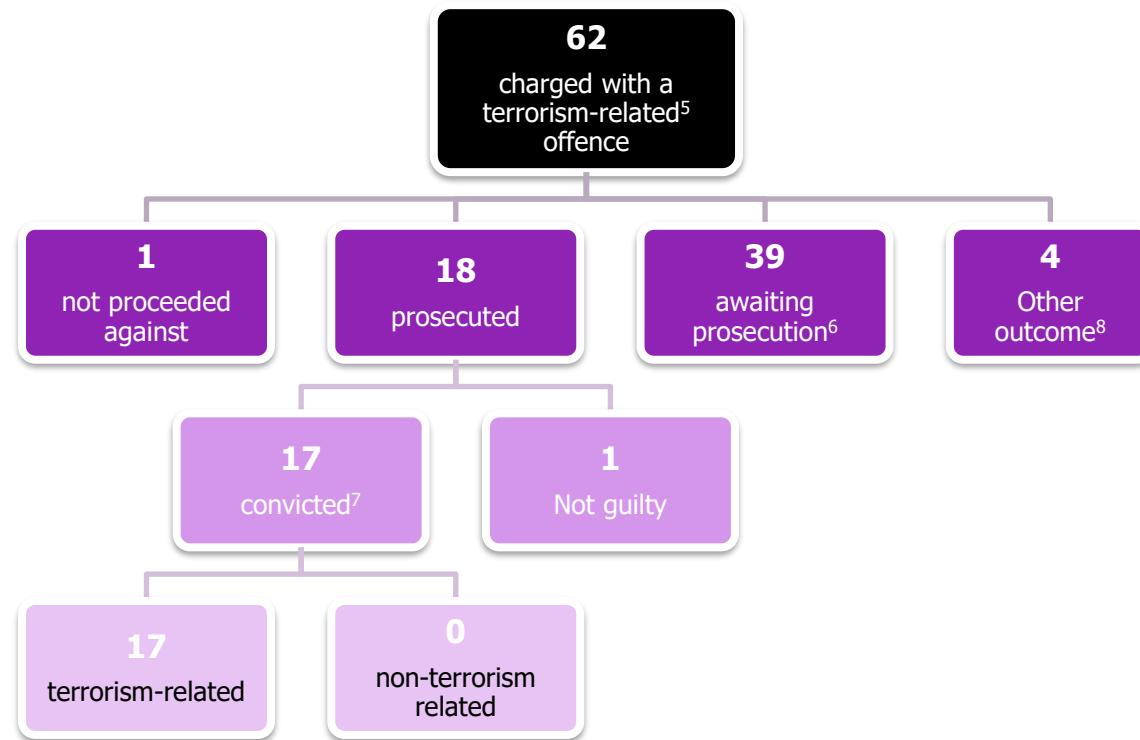 62
charged with a
terrorism-related⁵
offence
1
not proceeded
against
18
prosecuted
39
awaiting
prosecution⁶
4
Other
outcome⁸
17
convicted⁷
1
Not guilty
17
terrorism-related
0
non-terrorism
related